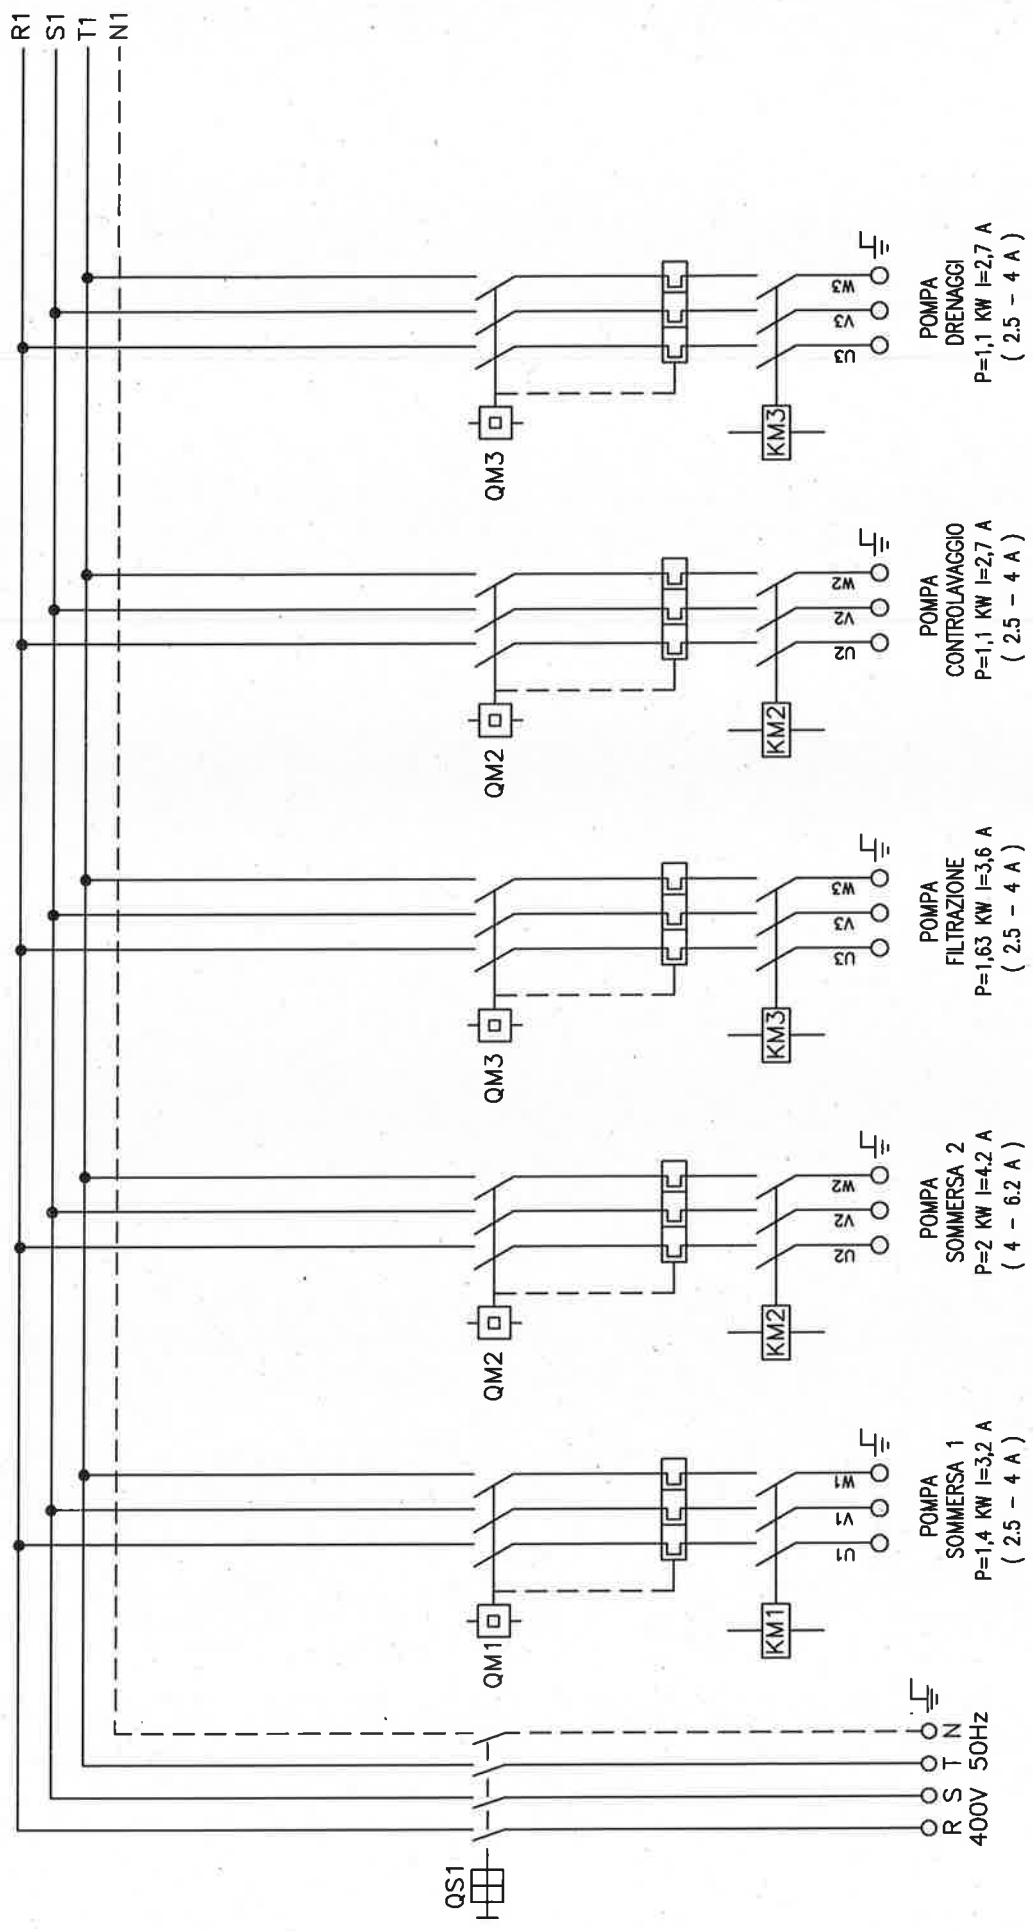 R1
S1
T1
N1
QS1
R S T N
400V 50Hz
QM1
KM1
U1 V1 W1
POMPA
SOMMERSA 1
P=1,4 KW I=3,2 A
( 2.5 - 4 A )
QM2
KM2
U2 V2 W2
POMPA
SOMMERSA 2
P=2 KW I=4.2 A
( 4 - 6.2 A )
QM3
KM3
U3 V3 W3
POMPA
FILTRAZIONE
P=1,63 KW I=3,6 A
( 2.5 - 4 A )
QM2
KM2
U2 V2 W2
POMPA
CONTROLAVAGGIO
P=1,1 KW I=2,7 A
( 2.5 - 4 A )
QM3
KM3
U3 V3 W3
POMPA
DRENAGGI
P=1,1 KW I=2,7 A
( 2.5 - 4 A )